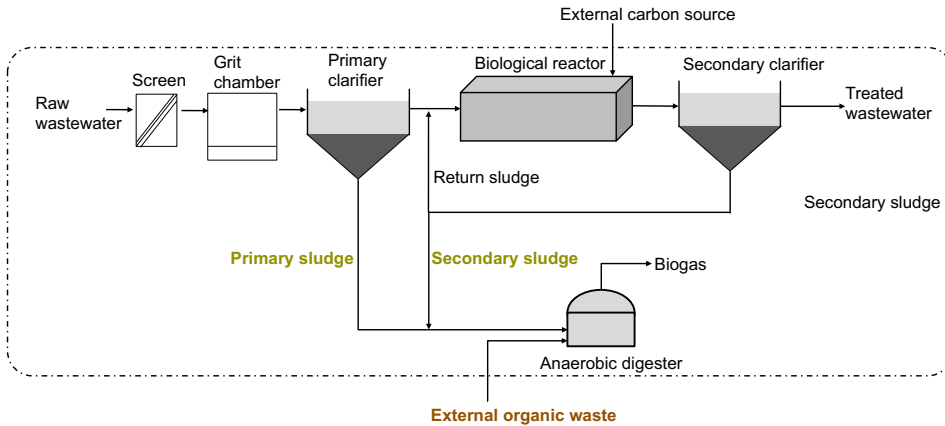 External carbon source
Screen
Grit
chamber
Primary
clarifier
Biological reactor
Secondary clarifier
Raw
wastewater
Treated
wastewater
Return sludge
Secondary sludge
Primary sludge
Secondary sludge
Biogas
Anaerobic digester
External organic waste